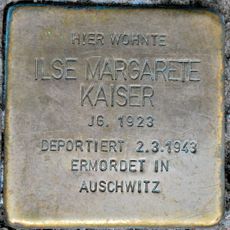 HIER WOHNTE
ILSE MARGARETE
KAISER
JG. 1923
DEPORTIERT 2.3.1943
ERMORDET IN
AUSCHWITZ